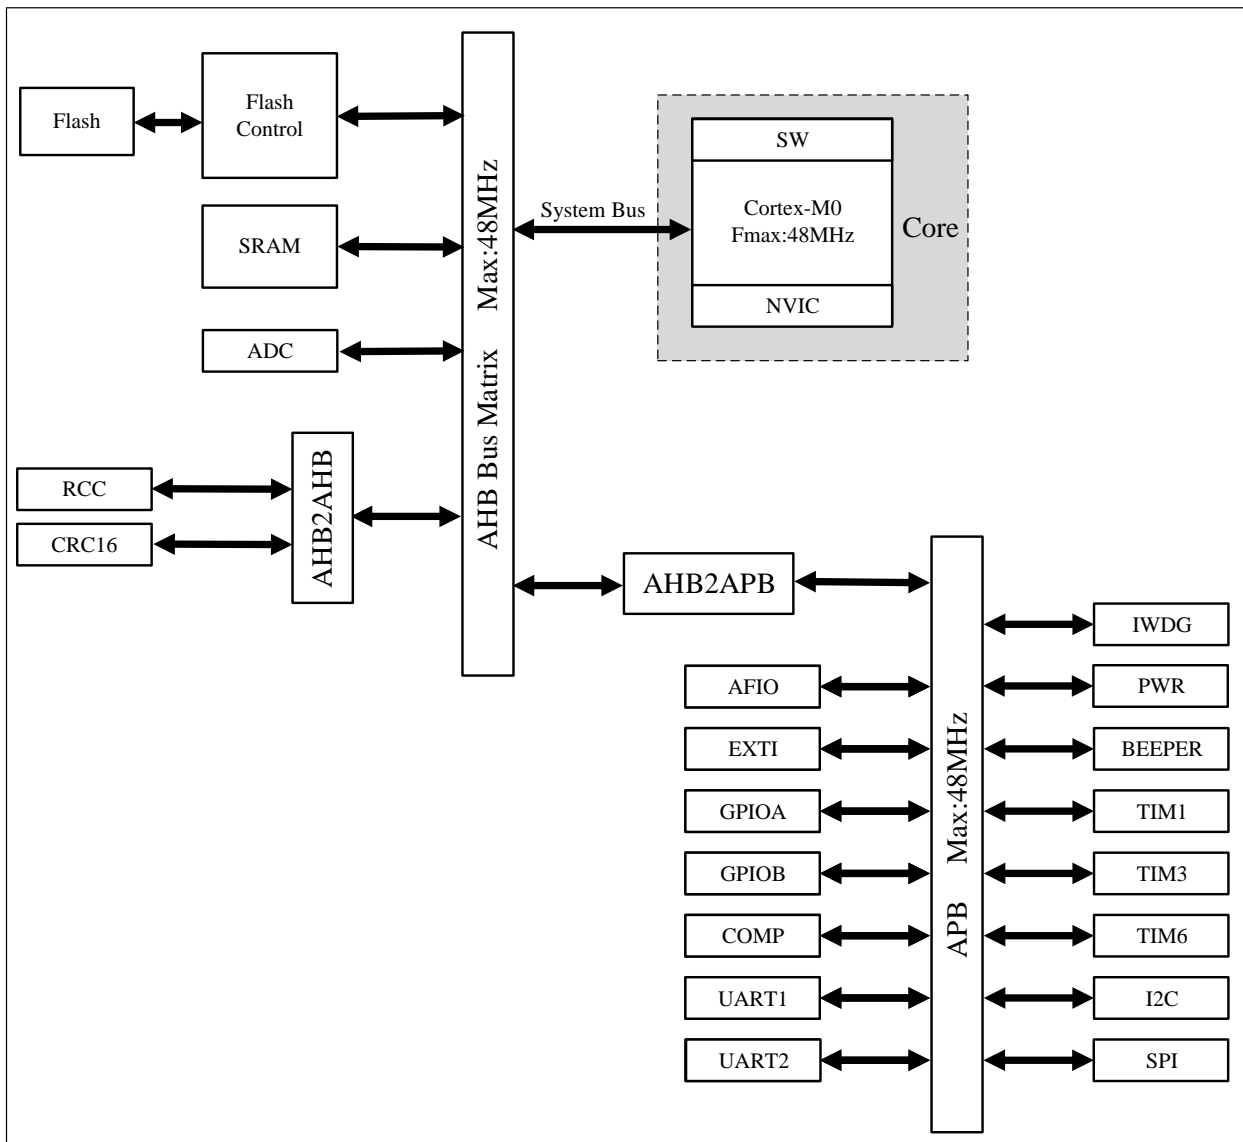 Flash
Flash
Control
SRAM
ADC
RCC
CRC16
AHB2AHB
AHB Bus Matrix Max:48MHz
System Bus
SW
Cortex-M0
Fmax:48MHz
NVIC
Core
AHB2APB
APB Max:48MHz
AFIO
EXTI
GPIOA
GPIOB
COMP
UART1
UART2
IWDG
PWR
BEEPER
TIM1
TIM3
TIM6
I2C
SPI